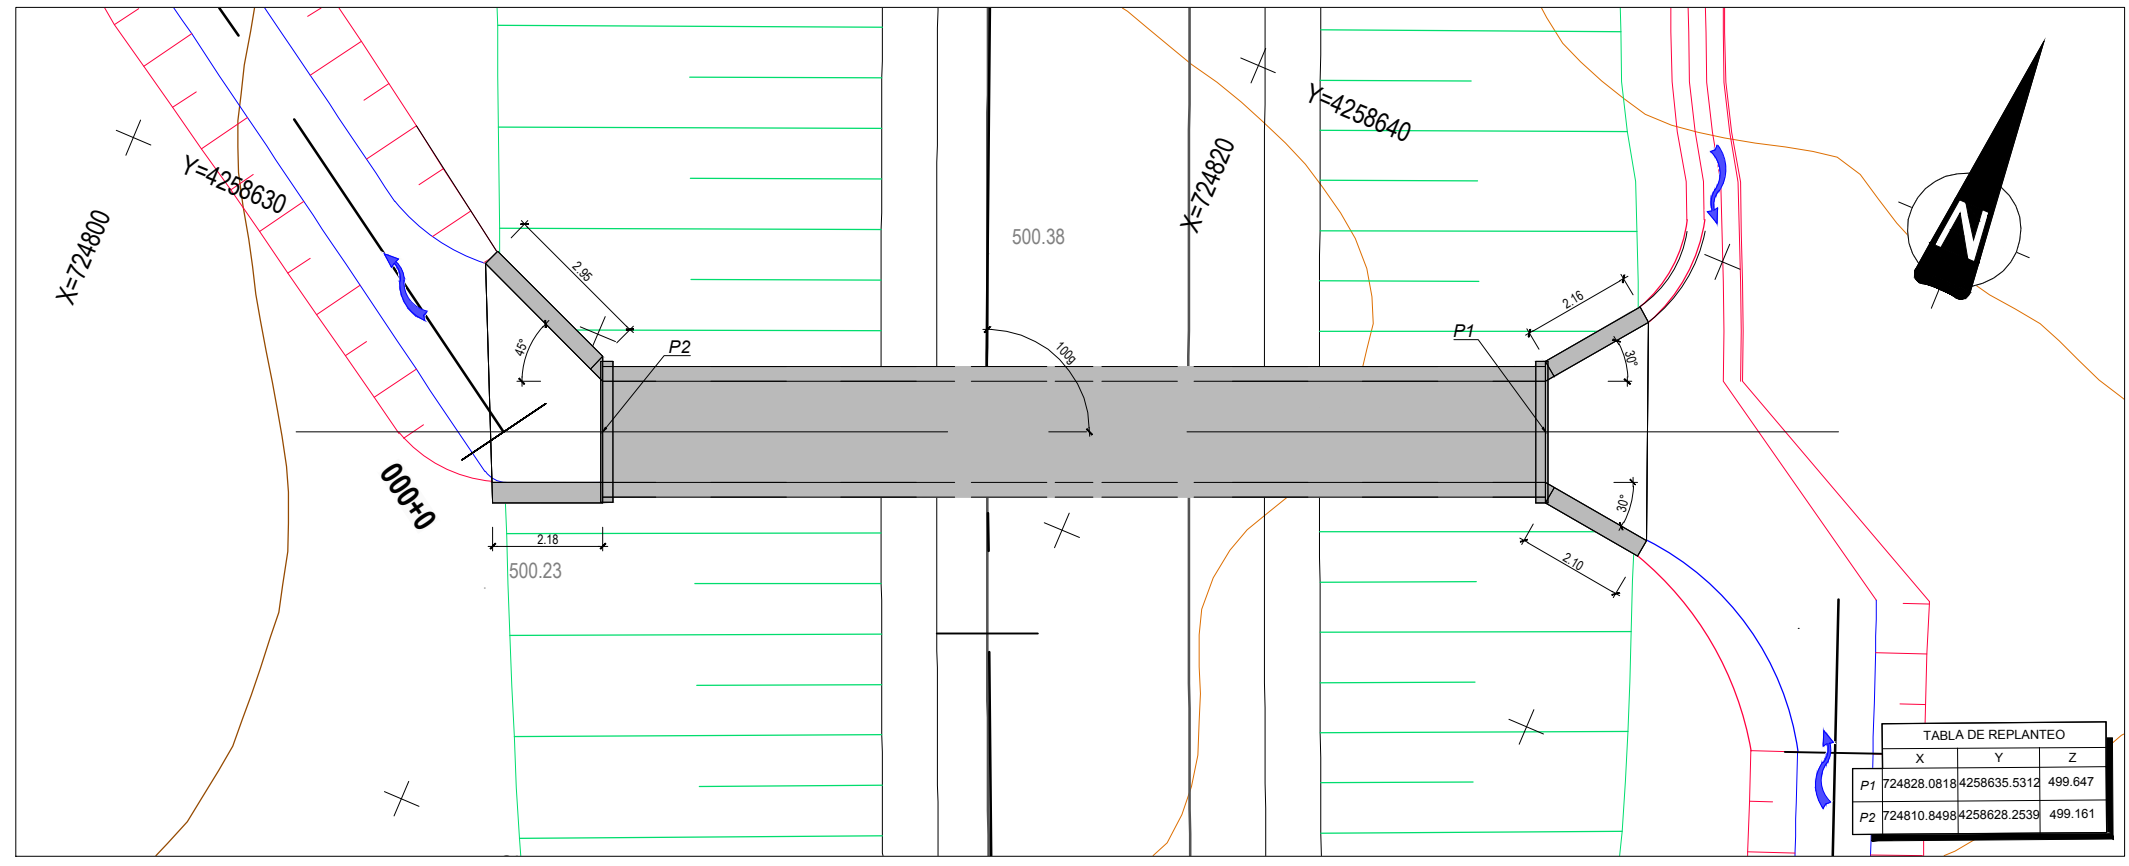 Y=4258630
X=724800
Y=4258640
X=724820
500.38
2.95
45°
P2
100g
P1
2.16
30°
30°
2.10
2.18
500.23
0+000
N
TABLA DE REPLANTEO
X Y Z
P1 724828.0818 4258635.5312 499.647
P2 724810.8498 4258628.2539 499.161